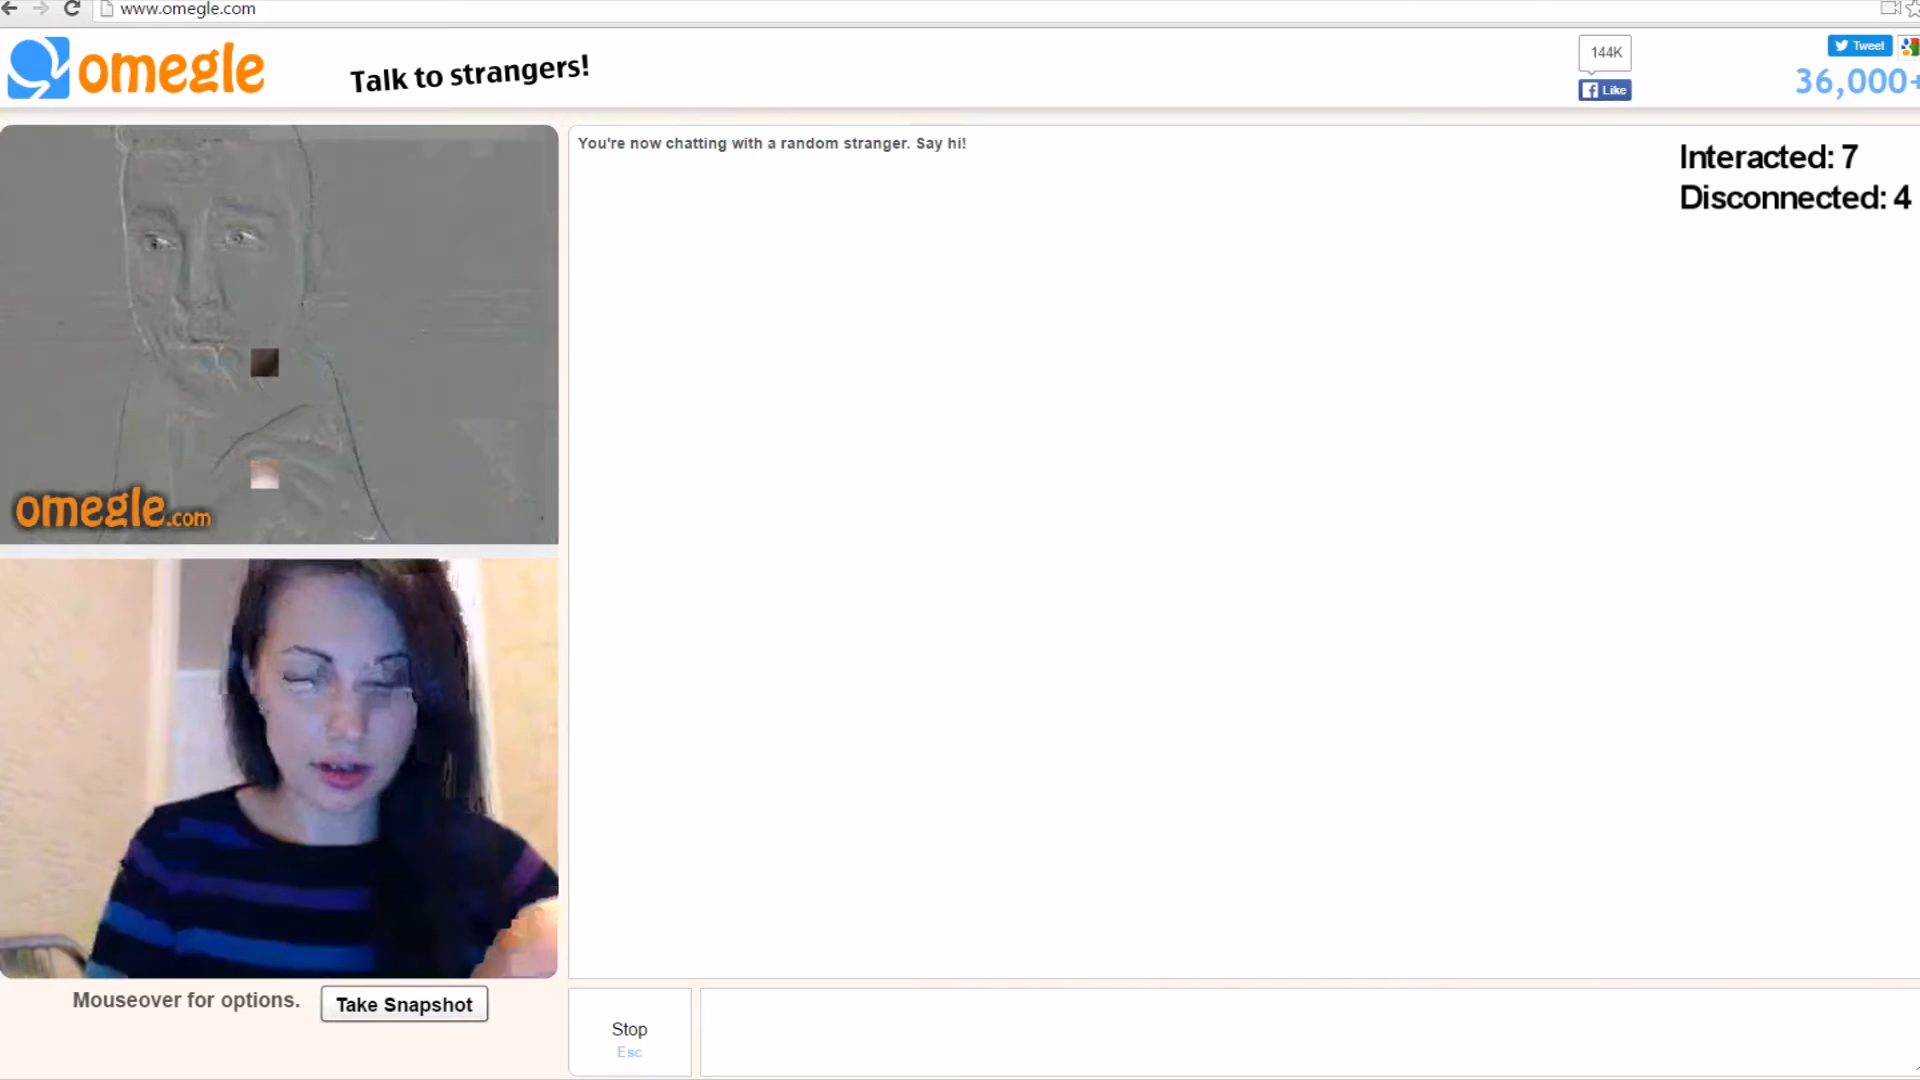 www.omegle.com
omegle
Talk to strangers!
144K
Like
Tweet
36,000+
You're now chatting with a random stranger. Say hi!
Interacted: 7
Disconnected: 4
omegle.com
Mouseover for options.
Take Snapshot
Stop
Esc